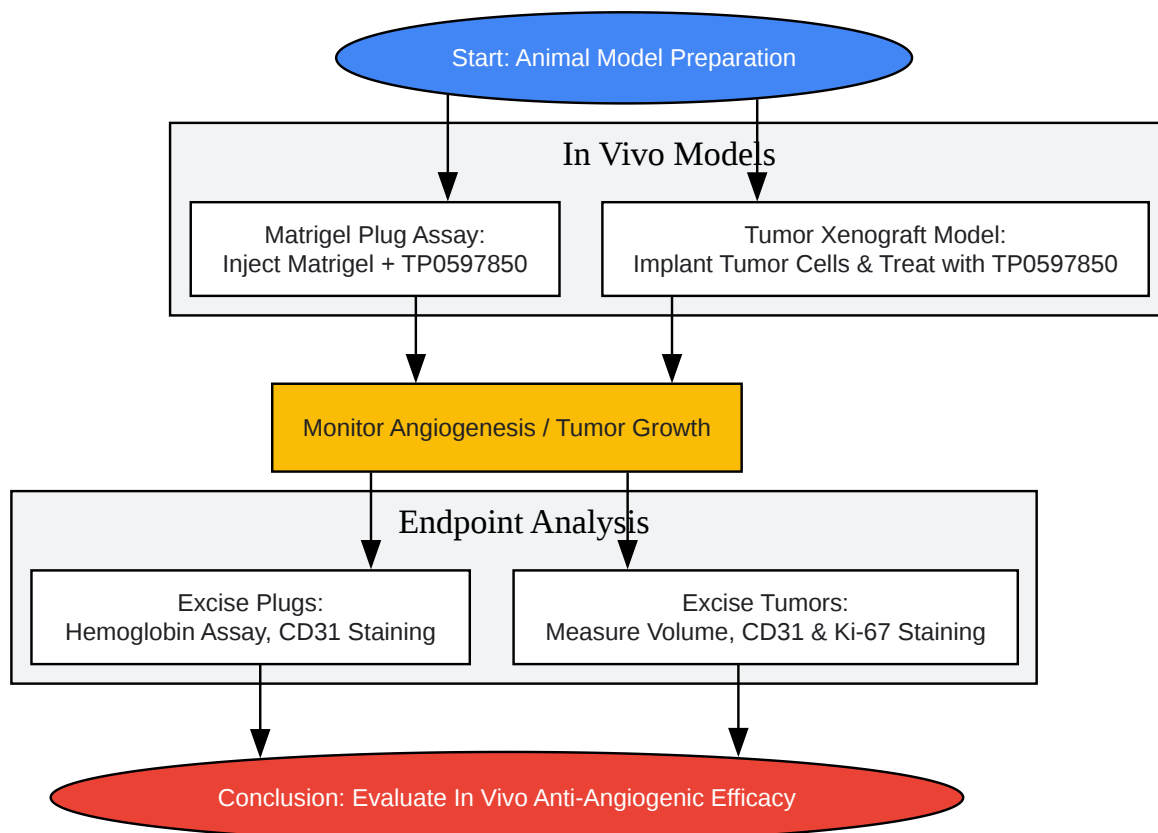 Start: Animal Model Preparation
In Vivo Models
Matrigel Plug Assay:
Inject Matrigel + TP0597850
Tumor Xenograft Model:
Implant Tumor Cells & Treat with TP0597850
Monitor Angiogenesis / Tumor Growth
Endpoint Analysis
Excise Plugs:
Hemoglobin Assay, CD31 Staining
Excise Tumors:
Measure Volume, CD31 & Ki-67 Staining
Conclusion: Evaluate In Vivo Anti-Angiogenic Efficacy